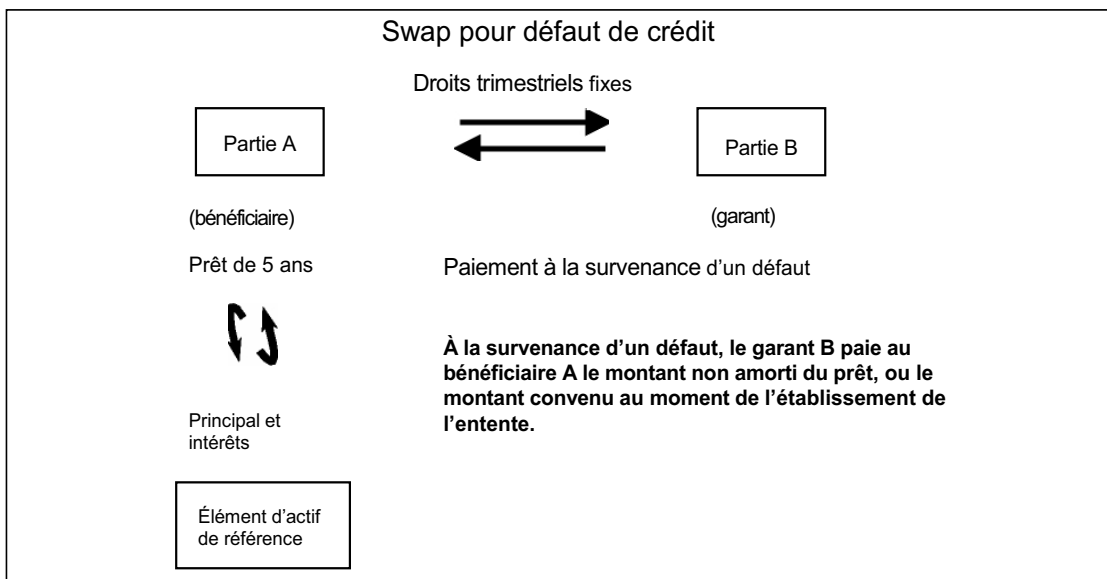 Swap pour défaut de crédit
Droits trimestriels fixes
Partie A
Partie B
(bénéficiaire)
(garant)
Prêt de 5 ans
Paiement à la survenance d’un défaut
À la survenance d’un défaut, le garant B paie au
bénéficiaire A le montant non amorti du prêt, ou le
montant convenu au moment de l’établissement de
l’entente.
Principal et
intérêts
Élément d’actif
de référence